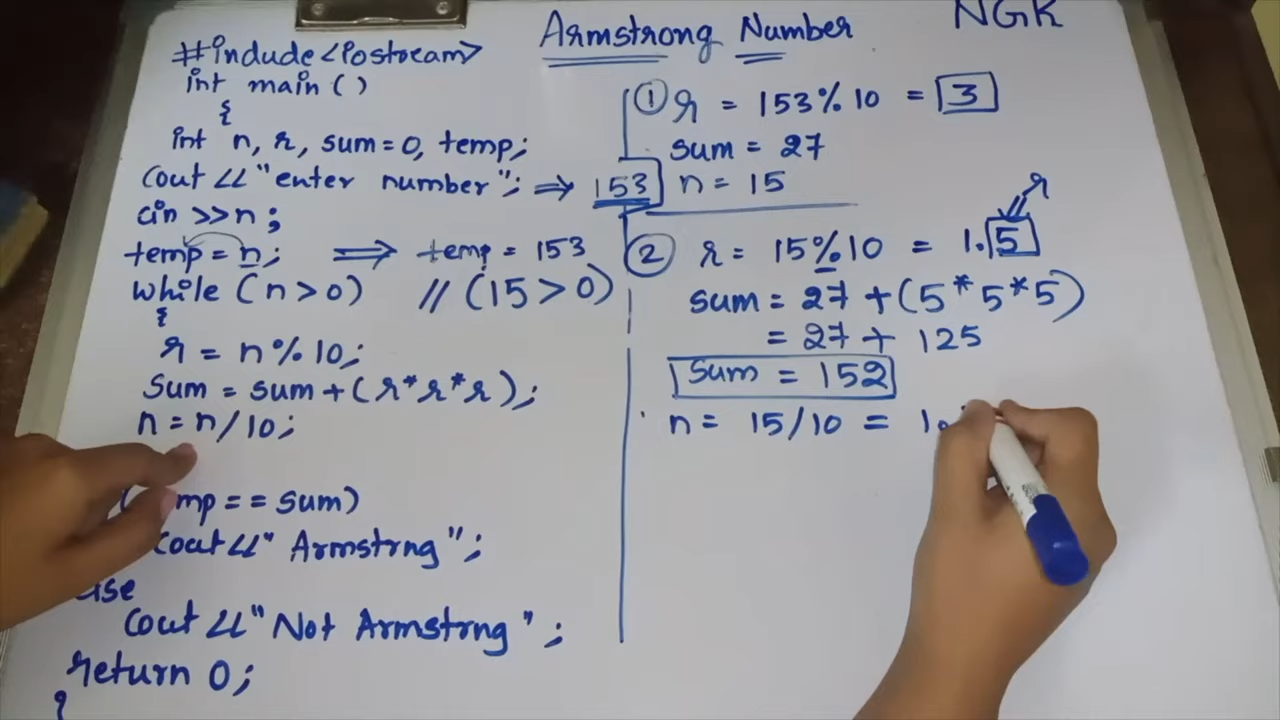 Armstrong Number
NGK
#include <iostream>
int main ()
{
int n, r, sum = 0, temp;
cout << "enter number"; ⇒ 153
cin >> n;
temp = n; ⇒ temp = 153
while (n > 0) // (15 > 0)
{
r = n % 10;
sum = sum + (r * r * r);
n = n / 10;
mp == sum)
cout << " Armstrng ";
lse
cout << " Not Armstrng ";
return 0;
① r = 153 % 10 = 3
sum = 27
n = 15
r
② r = 15 % 10 = 1.5
sum = 27 + (5 * 5 * 5)
= 27 + 125
sum = 152
n = 15 / 10 = 1.